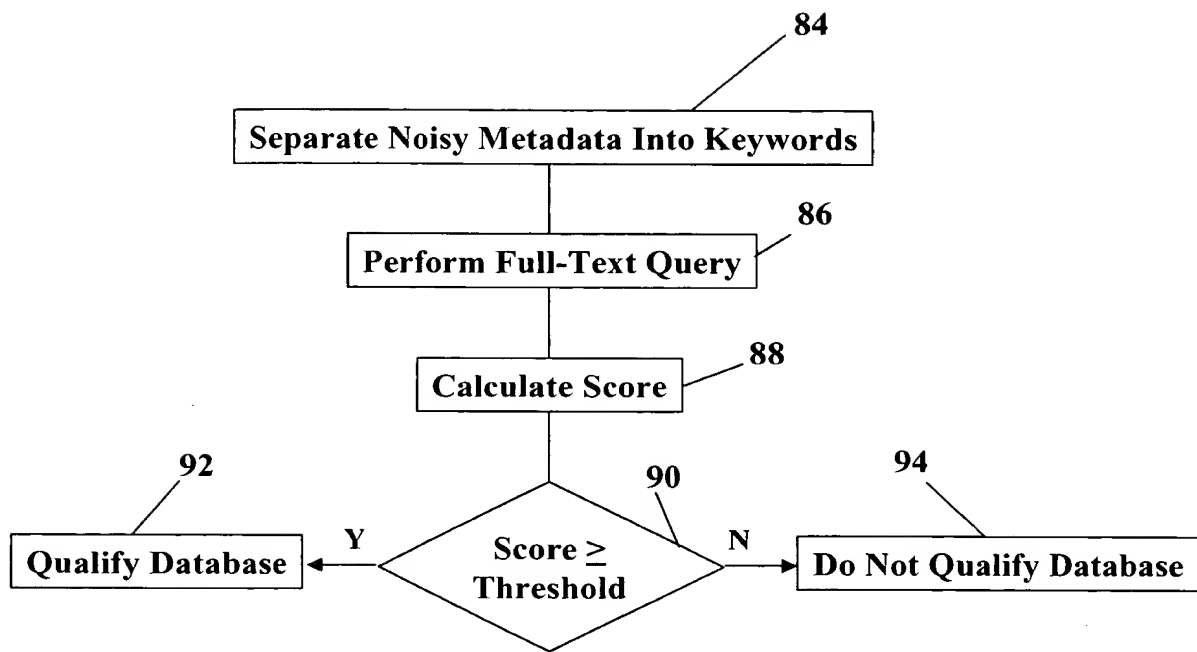 84
Separate Noisy Metadata Into Keywords
86
Perform Full-Text Query
88
Calculate Score
92
90
94
Y
N
Qualify Database
Score ≥
Threshold
Do Not Qualify Database